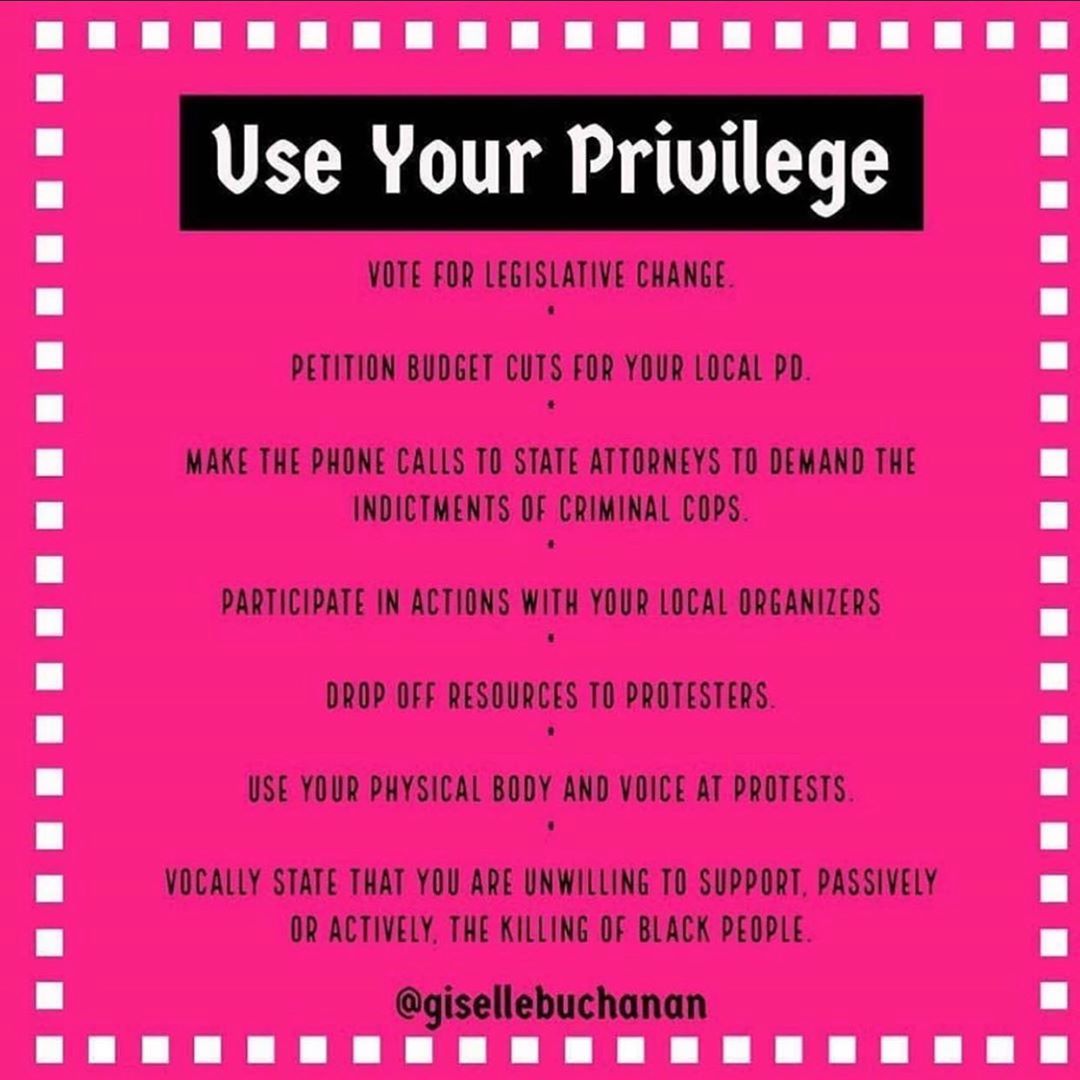 Use Your Privilege
VOTE FOR LEGISLATIVE CHANGE.
PETITION BUDGET CUTS FOR YOUR LOCAL PD.
MAKE THE PHONE CALLS TO STATE ATTORNEYS TO DEMAND THE
INDICTMENTS OF CRIMINAL COPS.
PARTICIPATE IN ACTIONS WITH YOUR LOCAL ORGANIZERS
DROP OFF RESOURCES TO PROTESTERS.
USE YOUR PHYSICAL BODY AND VOICE AT PROTESTS.
VOCALLY STATE THAT YOU ARE UNWILLING TO SUPPORT, PASSIVELY
OR ACTIVELY, THE KILLING OF BLACK PEOPLE.
@gisellebuchanan